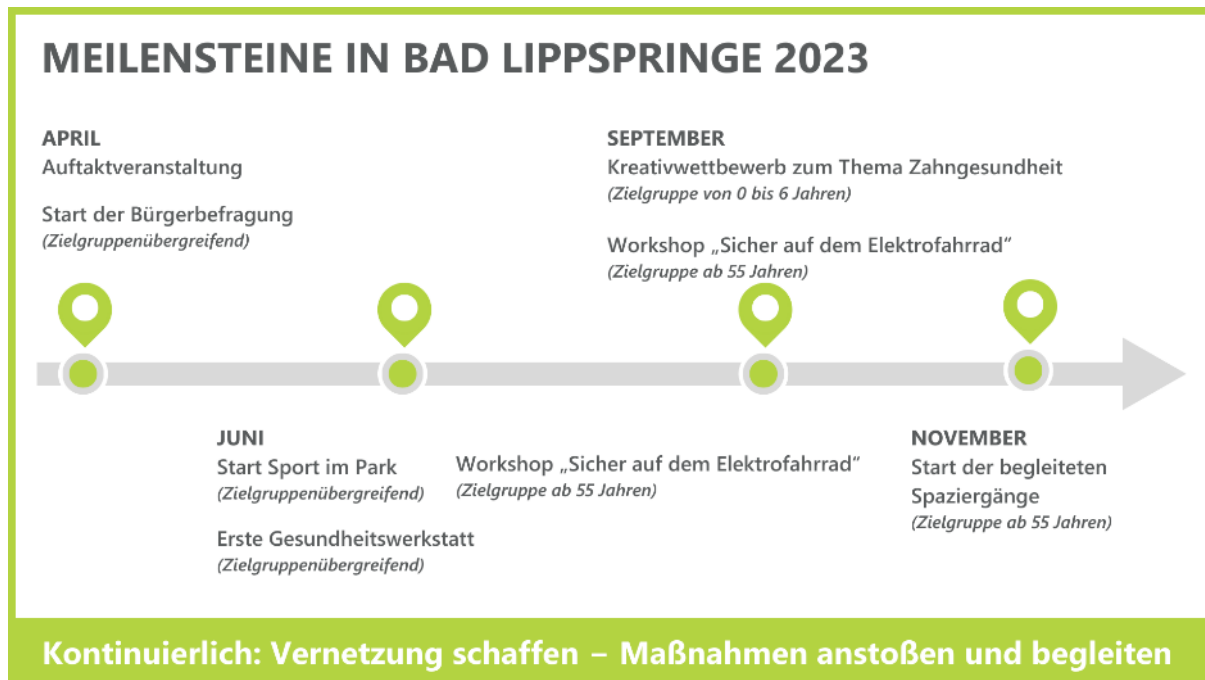 MEILENSTEINE IN BAD LIPPSPRINGE 2023
APRIL
Auftaktveranstaltung
Start der Bürgerbefragung
(Zielgruppenübergreifend)
SEPTEMBER
Kreativwettbewerb zum Thema Zahngesundheit
(Zielgruppe von 0 bis 6 Jahren)
Workshop „Sicher auf dem Elektrofahrrad“
(Zielgruppe ab 55 Jahren)
JUNI
Start Sport im Park
(Zielgruppenübergreifend)
Erste Gesundheitswerkstatt
(Zielgruppenübergreifend)
Workshop „Sicher auf dem Elektrofahrrad“
(Zielgruppe ab 55 Jahren)
NOVEMBER
Start der begleiteten
Spaziergänge
(Zielgruppe ab 55 Jahren)
Kontinuierlich: Vernetzung schaffen – Maßnahmen anstoßen und begleiten